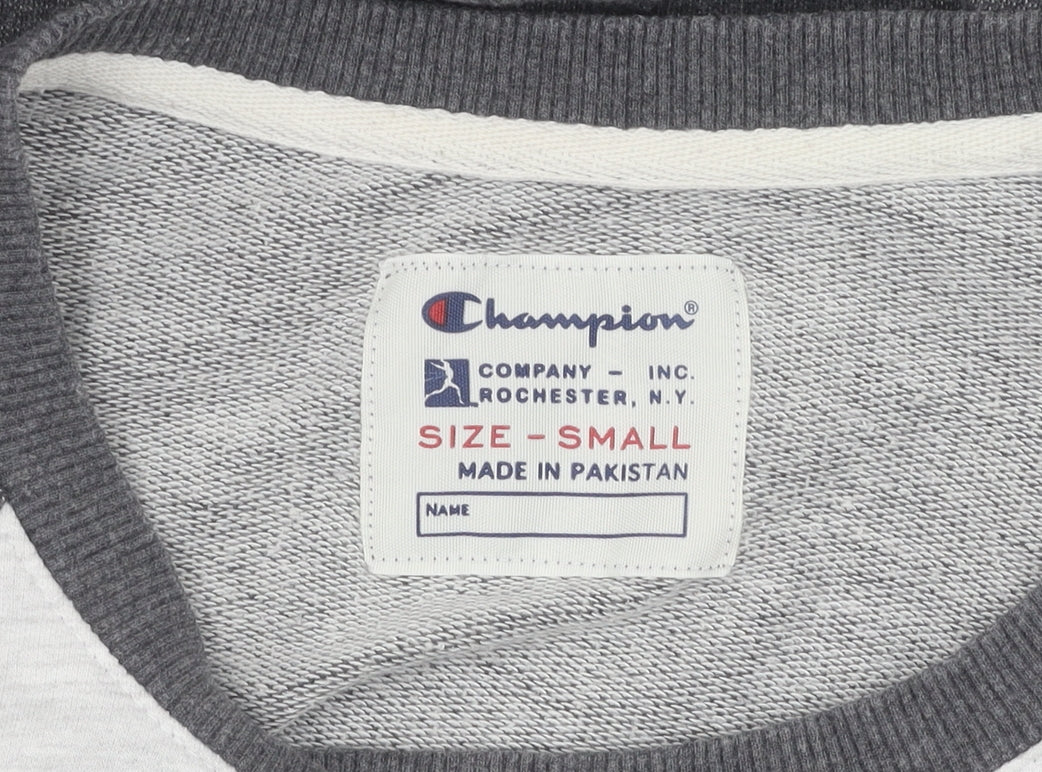 Champion®
COMPANY - INC.
ROCHESTER, N.Y.
SIZE - SMALL
MADE IN PAKISTAN
NAME